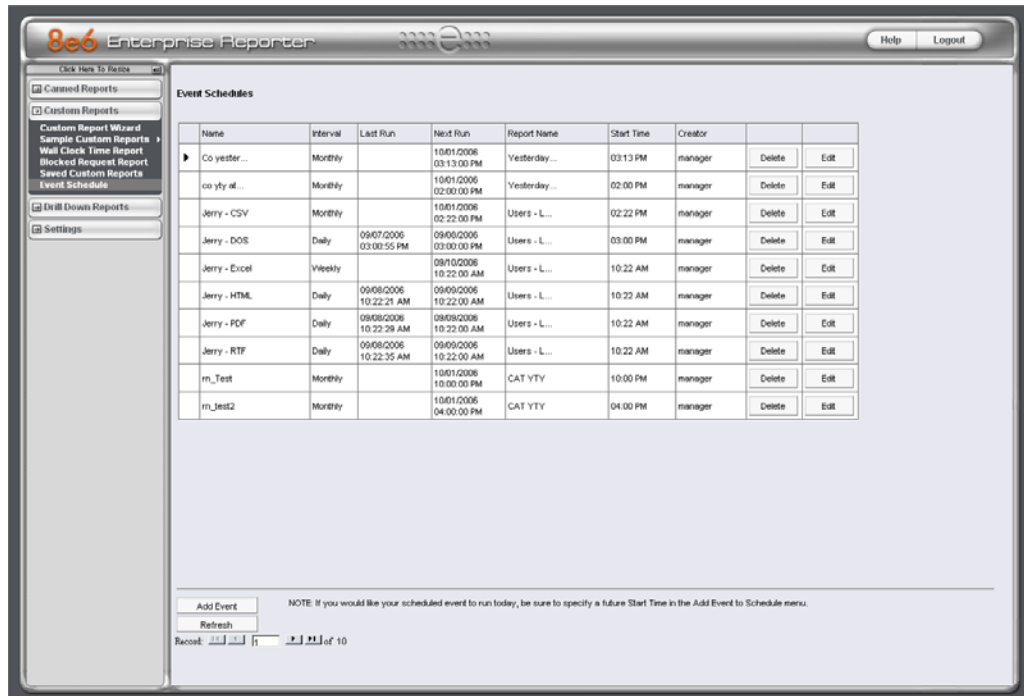 8e6 Enterprise Reporter
Help Logout
Click Here To Resize
Canned Reports
Custom Reports
Custom Report Wizard
Sample Custom Reports
Wall Clock Time Report
Blocked Request Report
Saved Custom Reports
Event Schedule
Drill Down Reports
Settings
Event Schedules
Name Interval Last Run Next Run Report Name Start Time Creator
Co yester... Monthly 10/01/2006 03:13:00 PM Yesterday... 03:13 PM manager Delete Edit
co yty at... Monthly 10/01/2006 02:00:00 PM Yesterday... 02:00 PM manager Delete Edit
Jerry - CSV Monthly 10/01/2006 02:22:00 PM Users - L... 02:22 PM manager Delete Edit
Jerry - DOS Daily 09/07/2006 03:00:55 PM 09/08/2006 03:00:00 PM Users - L... 03:00 PM manager Delete Edit
Jerry - Excel Weekly 09/10/2006 10:22:00 AM Users - L... 10:22 AM manager Delete Edit
Jerry - HTML Daily 09/08/2006 10:22:21 AM 09/09/2006 10:22:00 AM Users - L... 10:22 AM manager Delete Edit
Jerry - PDF Daily 09/08/2006 10:22:29 AM 09/09/2006 10:22:00 AM Users - L... 10:22 AM manager Delete Edit
Jerry - RTF Daily 09/08/2006 10:22:35 AM 09/09/2006 10:22:00 AM Users - L... 10:22 AM manager Delete Edit
rn_Test Monthly 10/01/2006 10:00:00 PM CAT YTY 10:00 PM manager Delete Edit
rn_test2 Monthly 10/01/2006 04:00:00 PM CAT YTY 04:00 PM manager Delete Edit
Add Event
NOTE: If you would like your scheduled event to run today, be sure to specify a future Start Time in the Add Event to Schedule menu.
Refresh
Record: 1 of 10